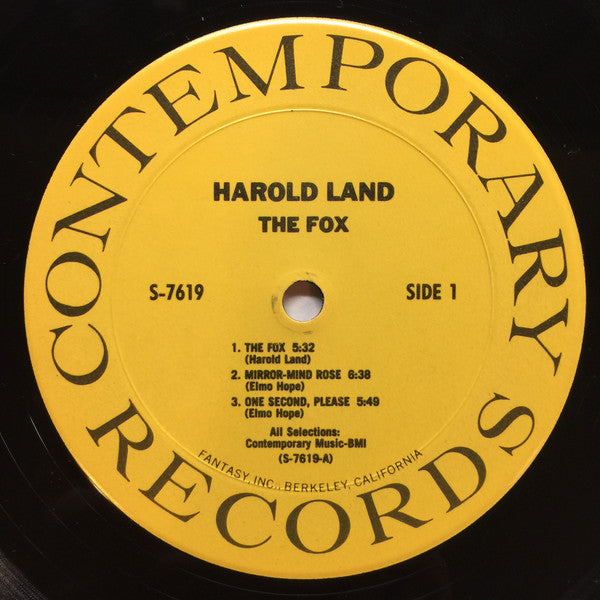 CONTEMPORARY RECORDS
HAROLD LAND
THE FOX
S-7619
SIDE 1
1. THE FOX 5:32
(Harold Land)
2. MIRROR-MIND ROSE 6:38
(Elmo Hope)
3. ONE SECOND, PLEASE 5:49
(Elmo Hope)
All Selections:
Contemporary Music-BMI
(S-7619-A)
FANTASY, INC., BERKELEY, CALIFORNIA